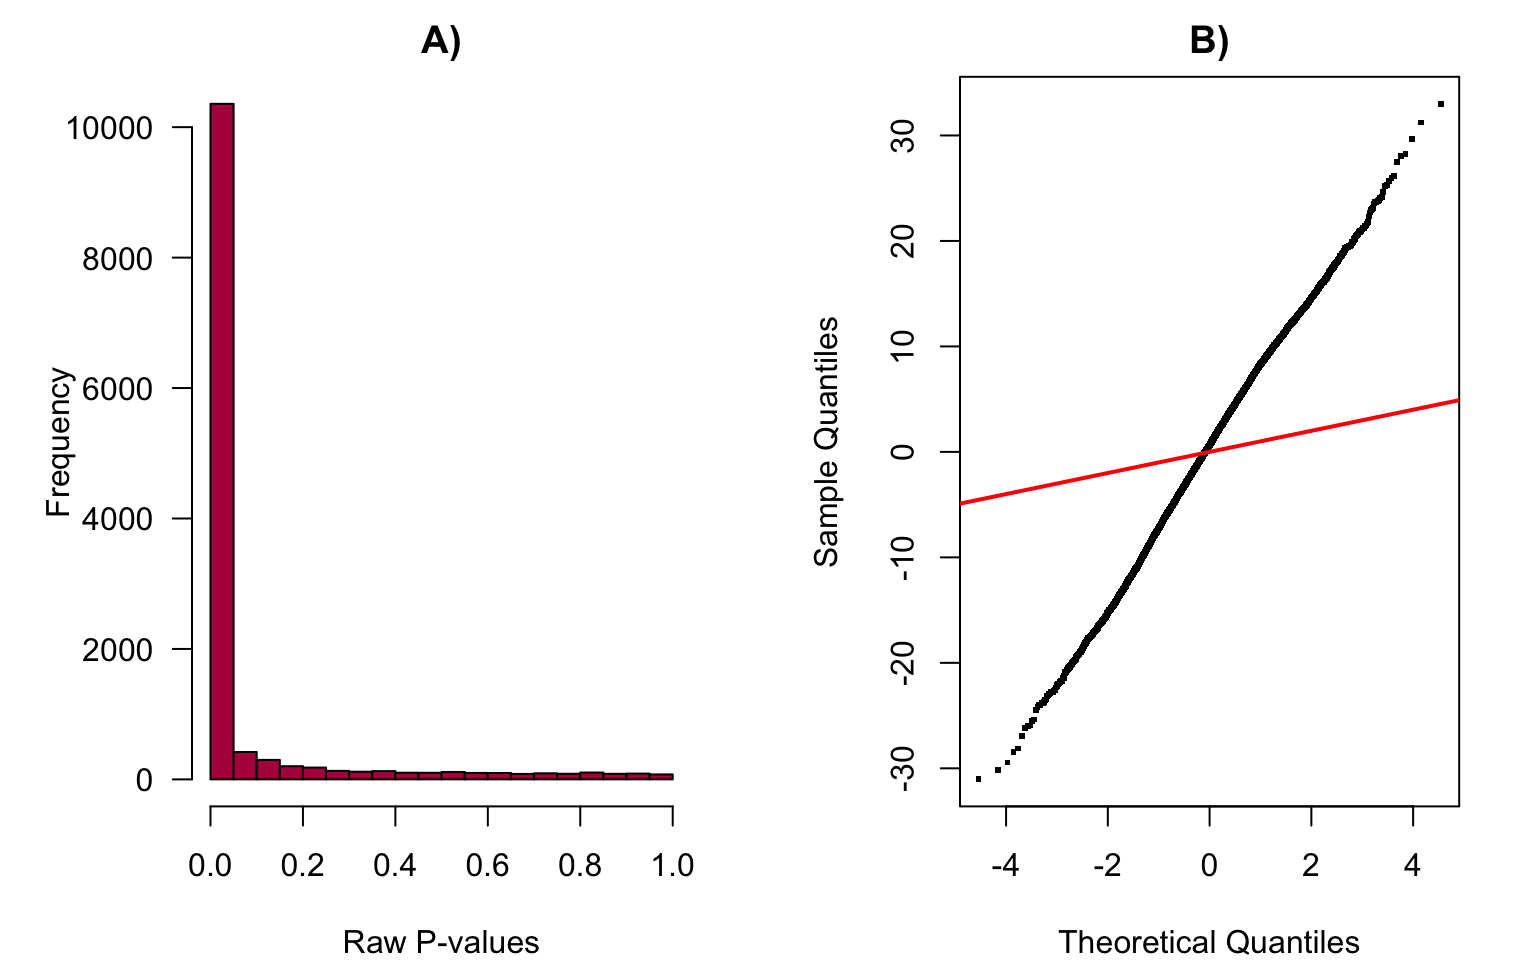 A)
Frequency
10000
8000
6000
4000
2000
0
0.0 0.2 0.4 0.6 0.8 1.0
Raw P-values
B)
Sample Quantiles
30
20
10
0
-10
-20
-30
-4 -2 0 2 4
Theoretical Quantiles